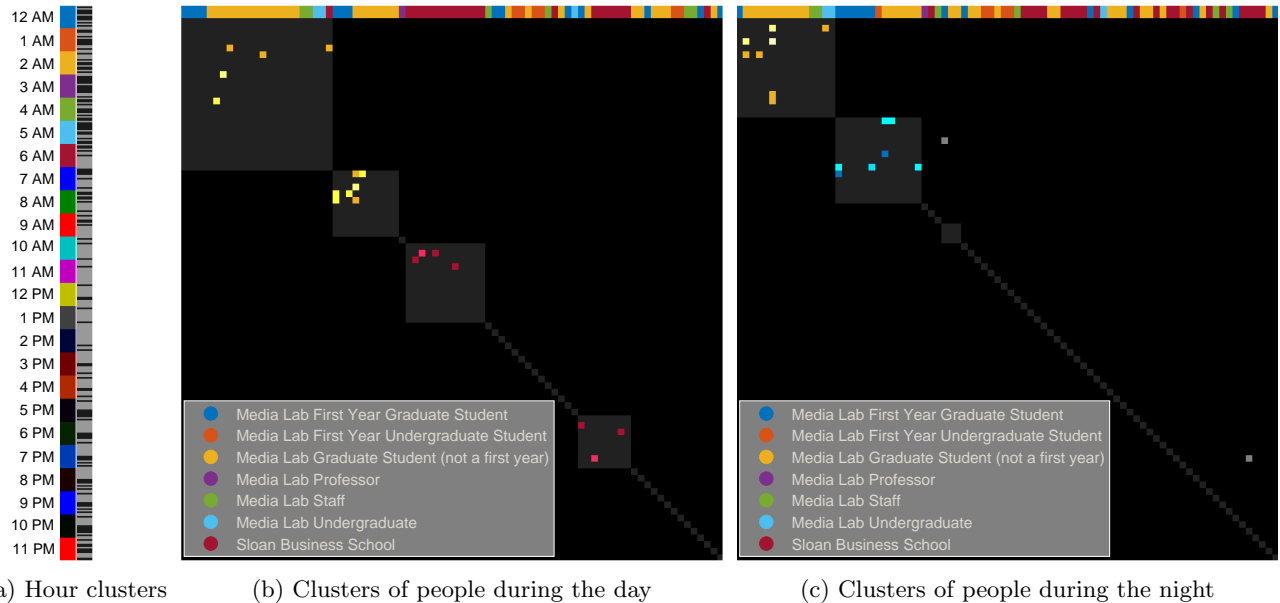 12 AM
1 AM
2 AM
3 AM
4 AM
5 AM
6 AM
7 AM
8 AM
9 AM
10 AM
11 AM
12 PM
1 PM
2 PM
3 PM
4 PM
5 PM
6 PM
7 PM
8 PM
9 PM
10 PM
11 PM
Media Lab First Year Graduate Student
Media Lab First Year Undergraduate Student
Media Lab Graduate Student (not a first year)
Media Lab Professor
Media Lab Staff
Media Lab Undergraduate
Sloan Business School
Media Lab First Year Graduate Student
Media Lab First Year Undergraduate Student
Media Lab Graduate Student (not a first year)
Media Lab Professor
Media Lab Staff
Media Lab Undergraduate
Sloan Business School
a) Hour clusters
(b) Clusters of people during the day
(c) Clusters of people during the night